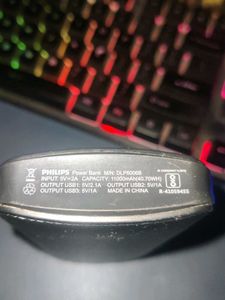 PHILIPS Power Bank M/N: DLP6006B
INPUT: 5V⎓2A CAPACITY: 11000mAh(40.70WH)
OUTPUT USB1: 5V/2.1A OUTPUT USB2: 5V/1A
OUTPUT USB3: 5V/1A MADE IN CHINA
R-41059455